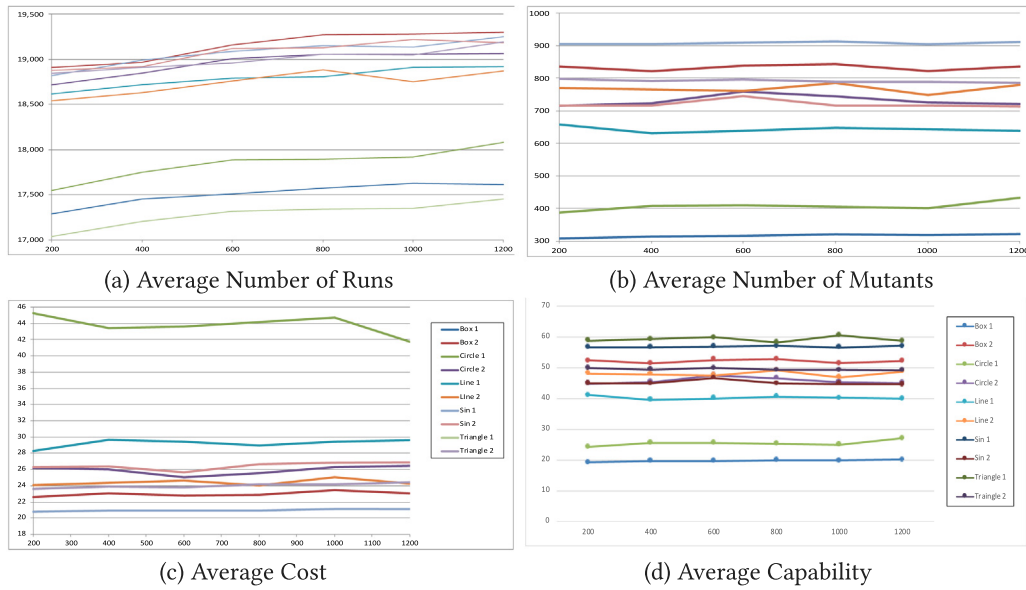 19,500
19,000
18,500
18,000
17,500
17,000
200 400 600 800 1000 1200
(a) Average Number of Runs
1000
900
800
700
600
500
400
300
200 400 600 800 1000 1200
(b) Average Number of Mutants
46
44
42
40
38
36
34
32
30
28
26
24
22
20
18
200 300 400 500 600 700 800 900 1000 1200
Box 1
Box 2
Circle 1
Circle 2
Line 1
LIne 2
Sin 1
Sin 2
Triangle 1
Triangle 2
(c) Average Cost
70
60
50
40
30
20
10
0
200 400 600 800 1000 1200
Box 1
Box 2
Circle 1
Circle 2
Line 1
Line 2
Sin 1
Sin 2
Triangle 1
Traingle 2
(d) Average Capability